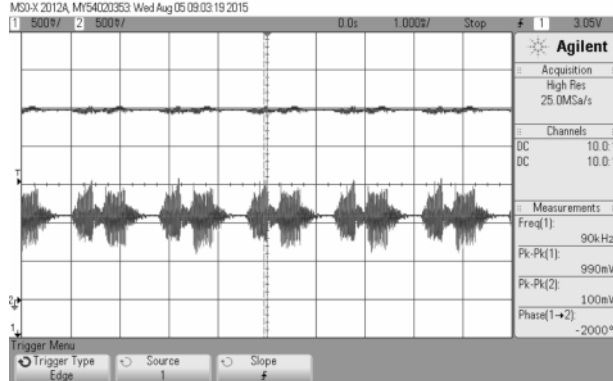 MSO-X 2012A, MY54020353: Wed Aug 05 09:03:19 2015
1 500▽/ 2 500▽/ 0.0s 1.000▽/ Stop 1 3.05V
Agilent
Acquisition
High Res
25.0MSa/s
Channels
DC 10.0:
DC 10.0:
Measurements
Freq(1):
90kHz
Pk-Pk(1):
990mV
Pk-Pk(2):
100mV
Phase(1→2):
-2000°
T
2
1
Trigger Menu
Trigger Type Source Slope
Edge 1